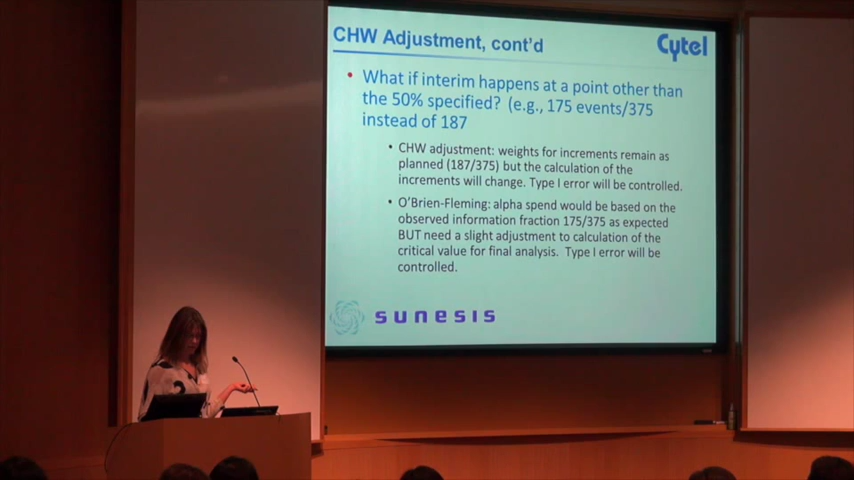 CHW Adjustment, cont'd
Cytel
• What if interim happens at a point other than
the 50% specified? (e.g., 175 events/375
instead of 187
• CHW adjustment: weights for increments remain as
planned (187/375) but the calculation of the
increments will change. Type I error will be controlled.
• O'Brien-Fleming: alpha spend would be based on the
observed information fraction 175/375 as expected
BUT need a slight adjustment to calculation of the
critical value for final analysis. Type I error will be
controlled.
sunesis